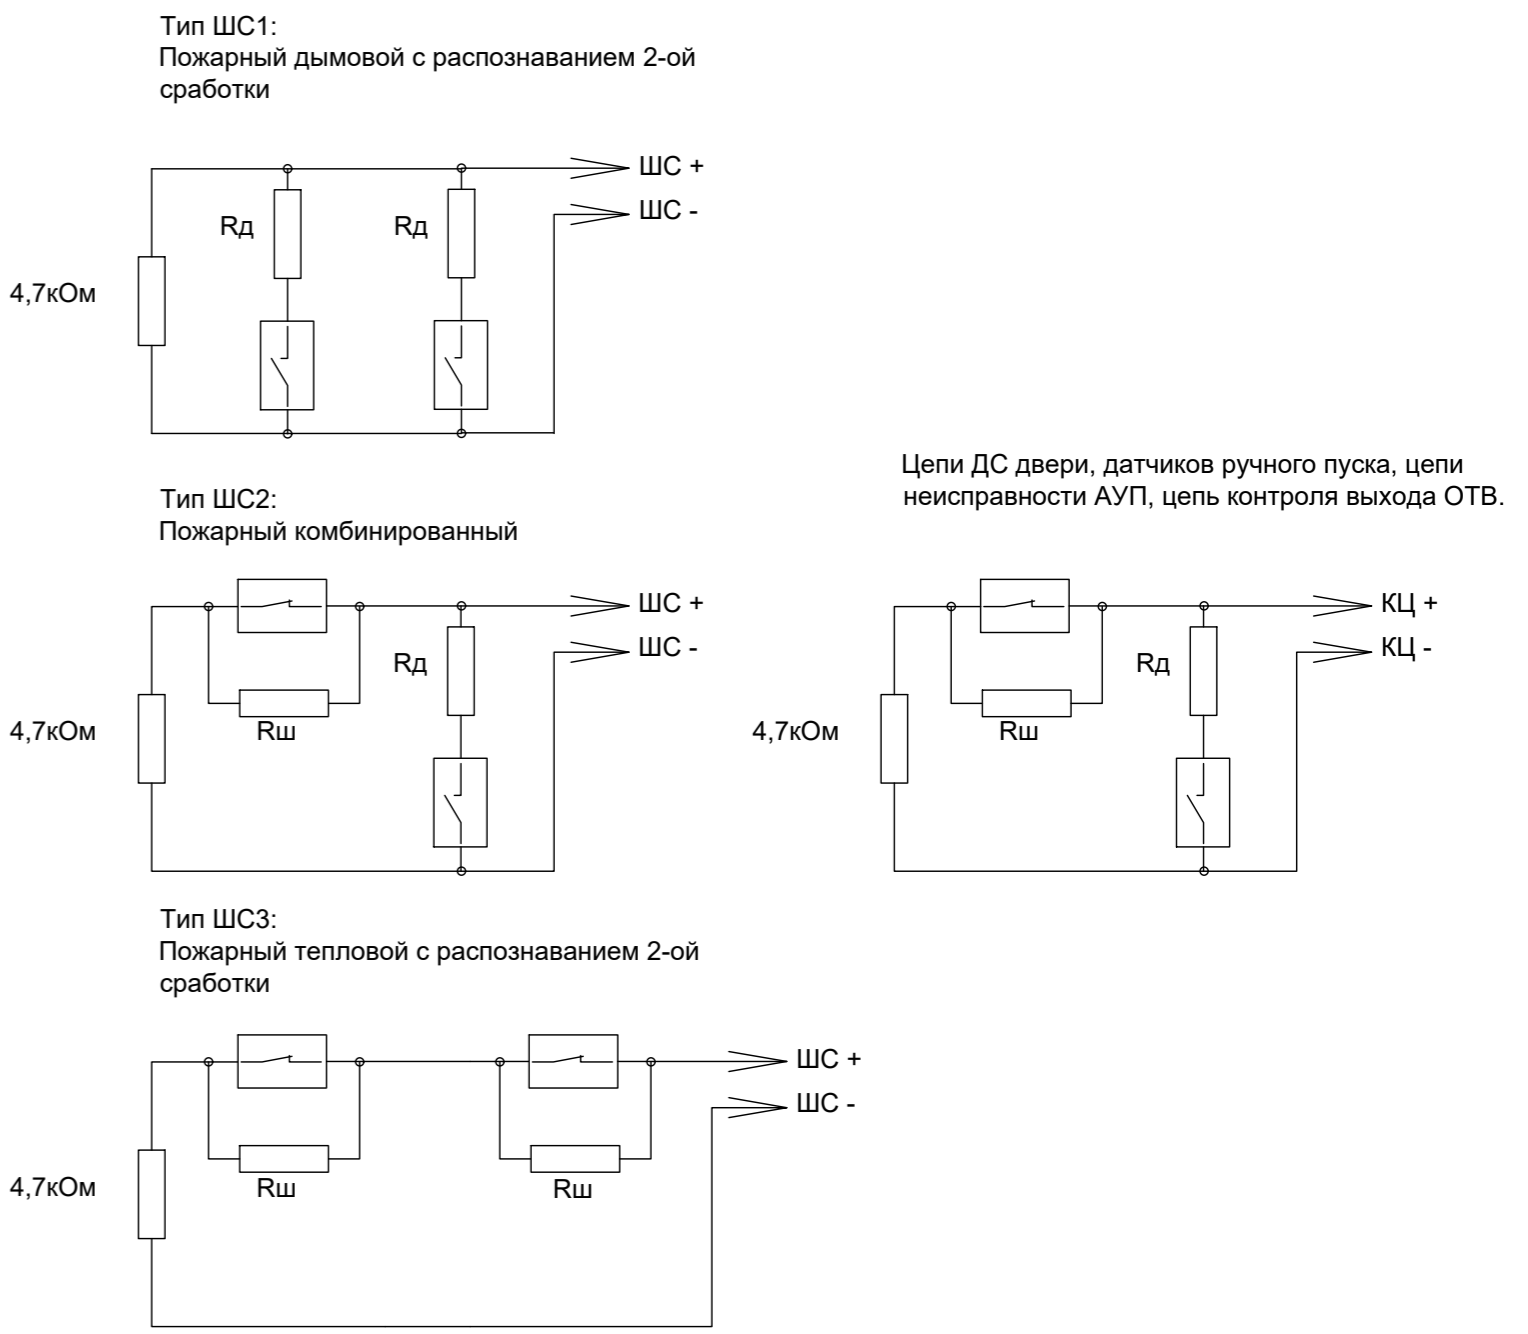 Тип ШС1:
Пожарный дымовой с распознаванием 2-ой
сработки
ШС +
ШС -
Rд
Rд
4,7кОм
Тип ШС2:
Пожарный комбинированный
ШС +
ШС -
Rд
Rш
4,7кОм
Цепи ДС двери, датчиков ручного пуска, цепи
неисправности АУП, цепь контроля выхода ОТВ.
КЦ +
КЦ -
Rд
Rш
4,7кОм
Тип ШС3:
Пожарный тепловой с распознаванием 2-ой
сработки
ШС +
ШС -
4,7кОм
Rш
Rш